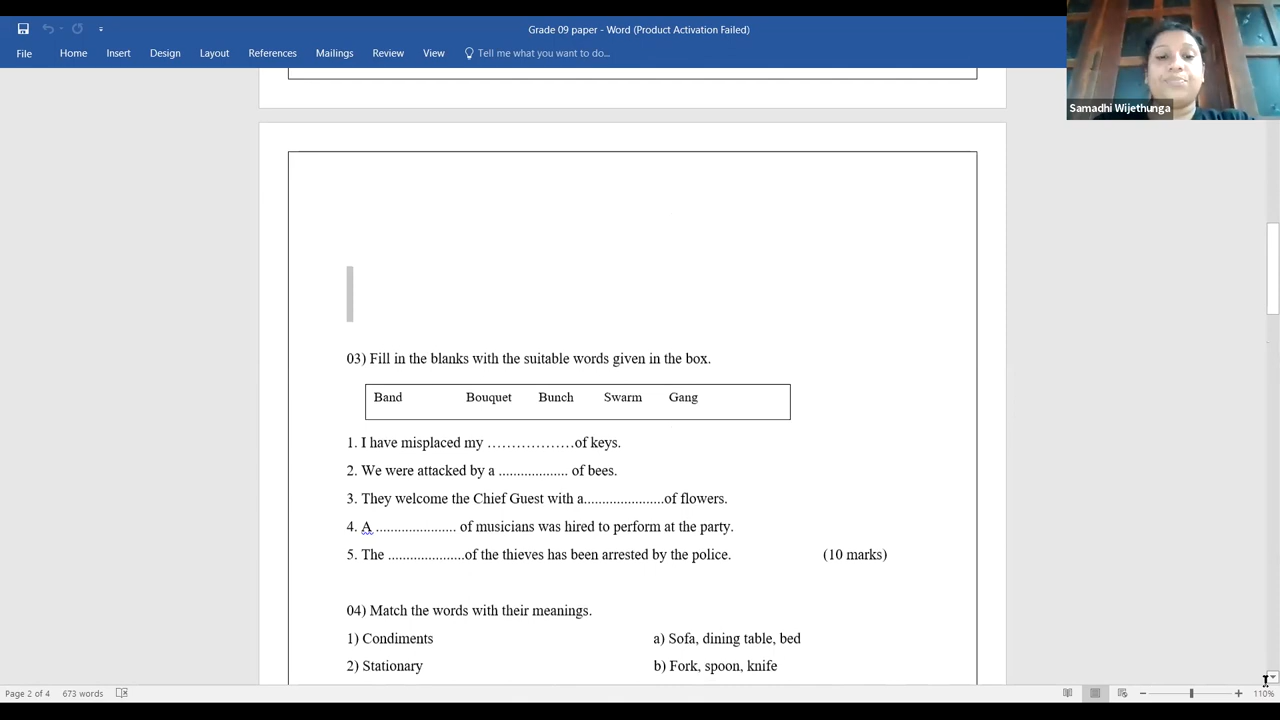 Grade 09 paper - Word (Product Activation Failed)
File Home Insert Design Layout References Mailings Review View Tell me what you want to do...
Samadhi Wijethunga
03) Fill in the blanks with the suitable words given in the box.
Band Bouquet Bunch Swarm Gang
1. I have misplaced my ………………of keys.
2. We were attacked by a ................... of bees.
3. They welcome the Chief Guest with a......................of flowers.
4. A ...................... of musicians was hired to perform at the party.
5. The .....................of the thieves has been arrested by the police. (10 marks)
04) Match the words with their meanings.
1) Condiments a) Sofa, dining table, bed
2) Stationary b) Fork, spoon, knife
Page 2 of 4 673 words 110%